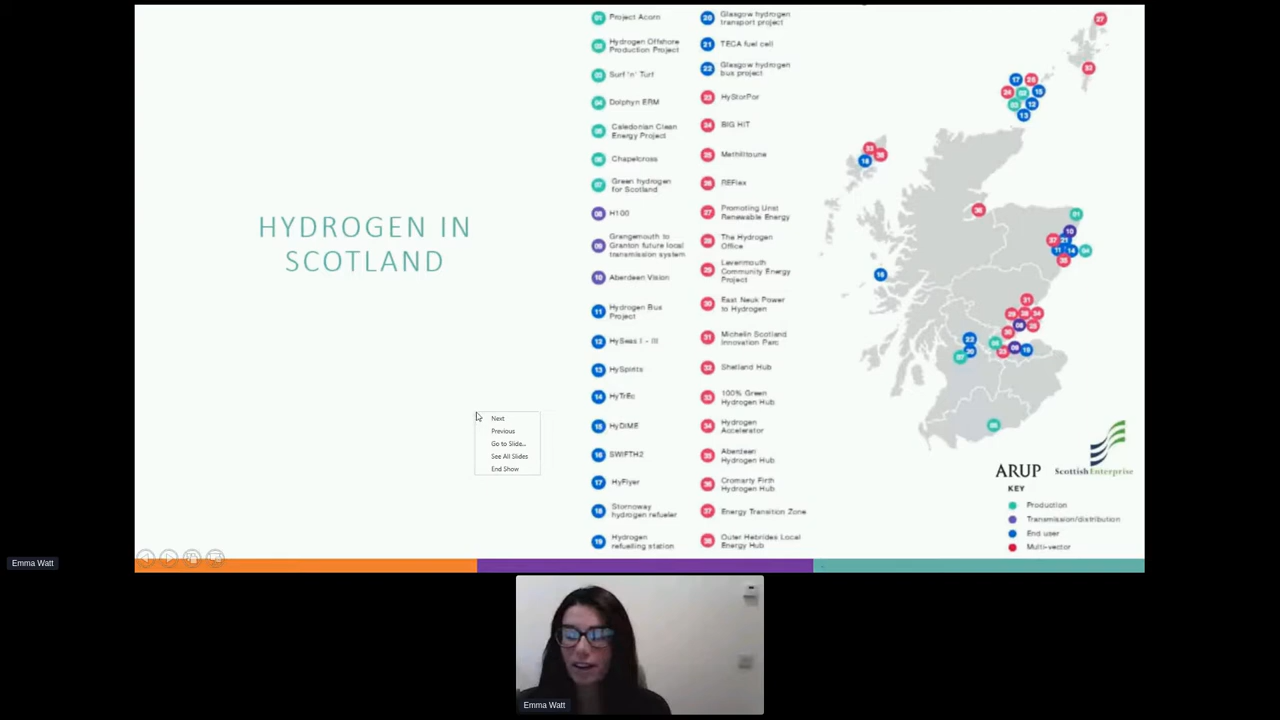 HYDROGEN IN
SCOTLAND
01 Project Acorn
02 Hydrogen Offshore
Production Project
03 Surf 'n' Turf
04 Dolphyn ERM
05 Caledonian Clean
Energy Project
06 Chapelcross
07 Green hydrogen
for Scotland
08 H100
09 Grangemouth to
Granton future local
transmission system
10 Aberdeen Vision
11 Hydrogen Bus
Project
12 HySeas I - III
13 HySpirits
14 HyTrEc
15 HyDIME
16 SWIFTH2
17 HyFlyer
18 Stornoway
hydrogen refueler
19 Hydrogen
refuelling station
20 Glasgow hydrogen
transport project
21 TECA fuel cell
22 Glasgow hydrogen
bus project
23 HyStorPor
24 BIG HIT
25 Methilltoune
26 REFlex
27 Promoting Unst
Renewable Energy
28 The Hydrogen
Office
29 Levenmouth
Community Energy
Project
30 East Neuk Power
to Hydrogen
31 Michelin Scotland
Innovation Parc
32 Shetland Hub
33 100% Green
Hydrogen Hub
34 Hydrogen
Accelerator
35 Aberdeen
Hydrogen Hub
36 Cromarty Firth
Hydrogen Hub
37 Energy Transition Zone
38 Outer Hebrides Local
Energy Hub
ARUP Scottish Enterprise
KEY
Production
Transmission/distribution
End user
Multi-vector
Next
Previous
Go to Slide...
See All Slides
End Show
Emma Watt
Emma Watt